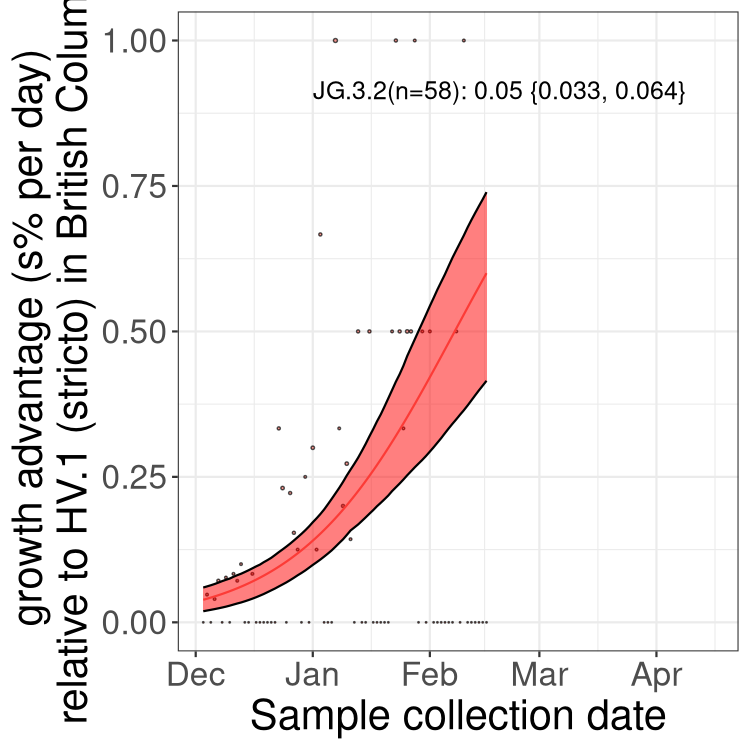 growth advantage (s% per day)
relative to HV.1 (stricto) in British Colum
1.00
0.75
0.50
0.25
0.00
JG.3.2(n=58): 0.05 {0.033, 0.064}
Dec Jan Feb Mar Apr
Sample collection date